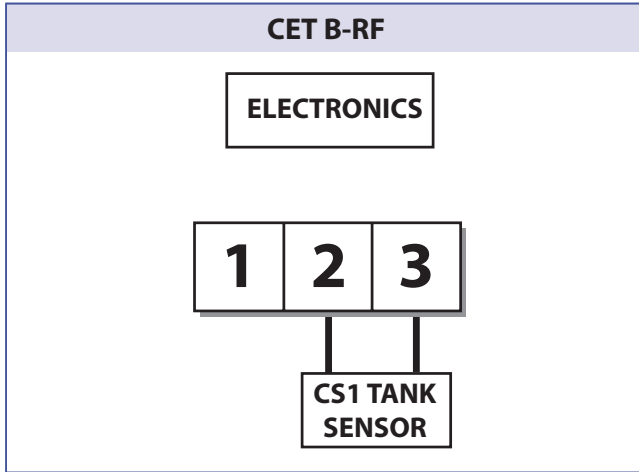 CET B-RF
ELECTRONICS
1 2 3
CS1 TANK
SENSOR